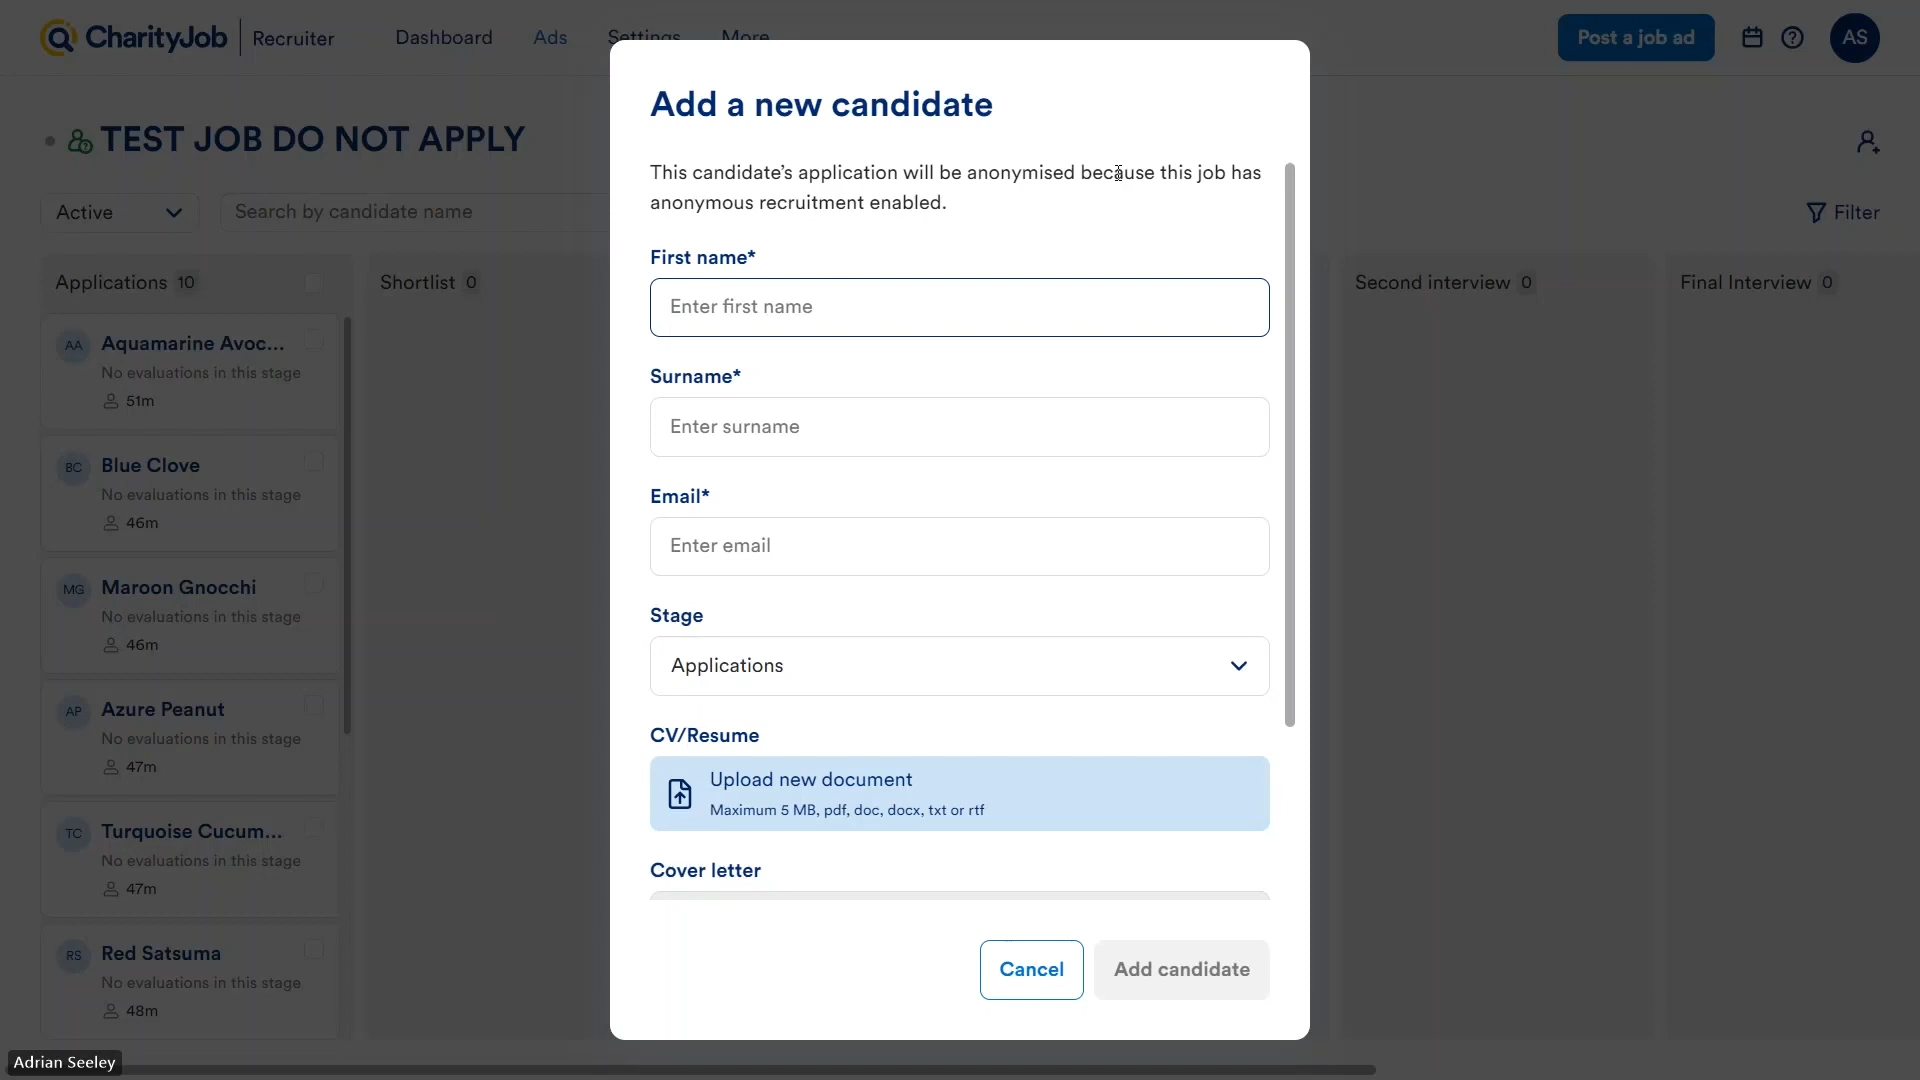 CharityJob
Recruiter
Dashboard
Ads
Settings
More
Post a job ad
AS
TEST JOB DO NOT APPLY
Active
Search by candidate name
Filter
Applications 10
Shortlist 0
Second interview 0
Final Interview 0
AA
Aquamarine Avoc...
No evaluations in this stage
51m
BC
Blue Clove
No evaluations in this stage
46m
MG
Maroon Gnocchi
No evaluations in this stage
46m
AP
Azure Peanut
No evaluations in this stage
47m
TC
Turquoise Cucum...
No evaluations in this stage
47m
RS
Red Satsuma
No evaluations in this stage
48m
Add a new candidate
This candidate's application will be anonymised because this job has
anonymous recruitment enabled.
First name*
Enter first name
Surname*
Enter surname
Email*
Enter email
Stage
Applications
CV/Resume
Upload new document
Maximum 5 MB, pdf, doc, docx, txt or rtf
Cover letter
Cancel
Add candidate
Adrian Seeley